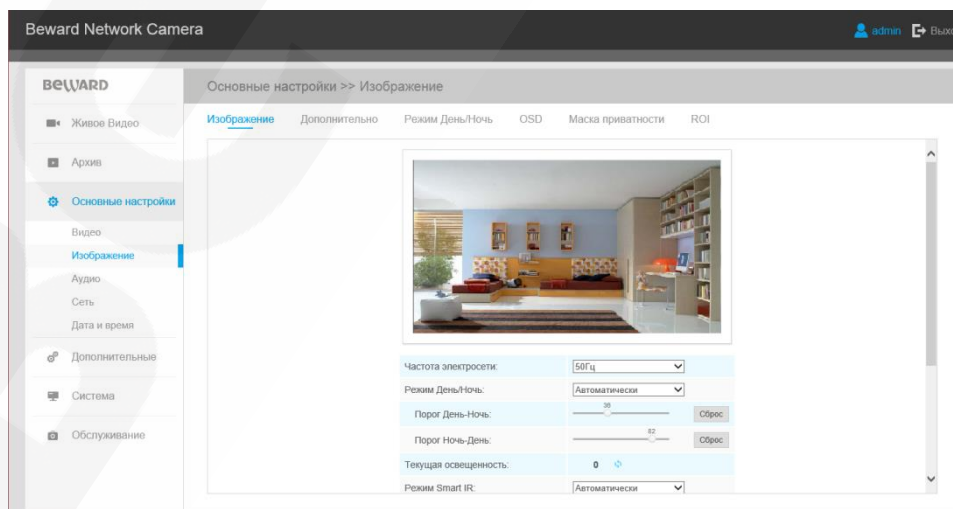 Beward Network Camera
admin
BEWARD
Основные настройки >> Изображение
Живое Видео
Архив
Основные настройки
Видео
Изображение
Аудио
Сеть
Дата и время
Дополнительные
Система
Обслуживание
Изображение Дополнительно Режим День/Ночь OSD Маска приватности ROI
Частота электросети: 50Гц
Режим День/Ночь: Автоматически
36
Порог День-Ночь: Сброс
82
Порог Ночь-День: Сброс
Текущая освещенность: 0
Режим Smart IR: Автоматически